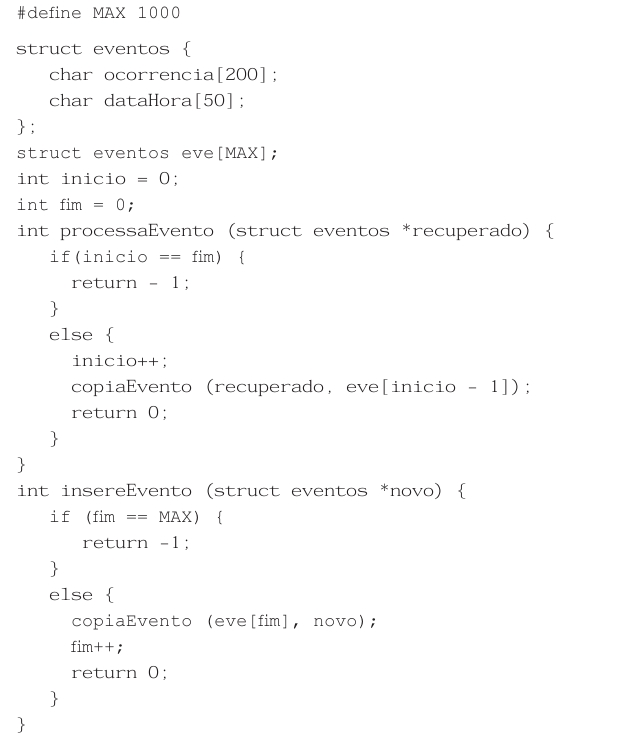 #define MAX 1000
struct eventos {
char ocorrencia[200];
char dataHora[50];
};
struct eventos eve[MAX];
int inicio = 0;
int fim = 0;
int processaEvento (struct eventos *recuperado) {
if(inicio == fim) {
return - 1;
}
else {
inicio++;
copiaEvento (recuperado, eve[inicio - 1]);
return 0;
}
}
int insereEvento (struct eventos *novo) {
if (fim == MAX) {
return -1;
}
else {
copiaEvento (eve[fim], novo);
fim++;
return 0;
}
}